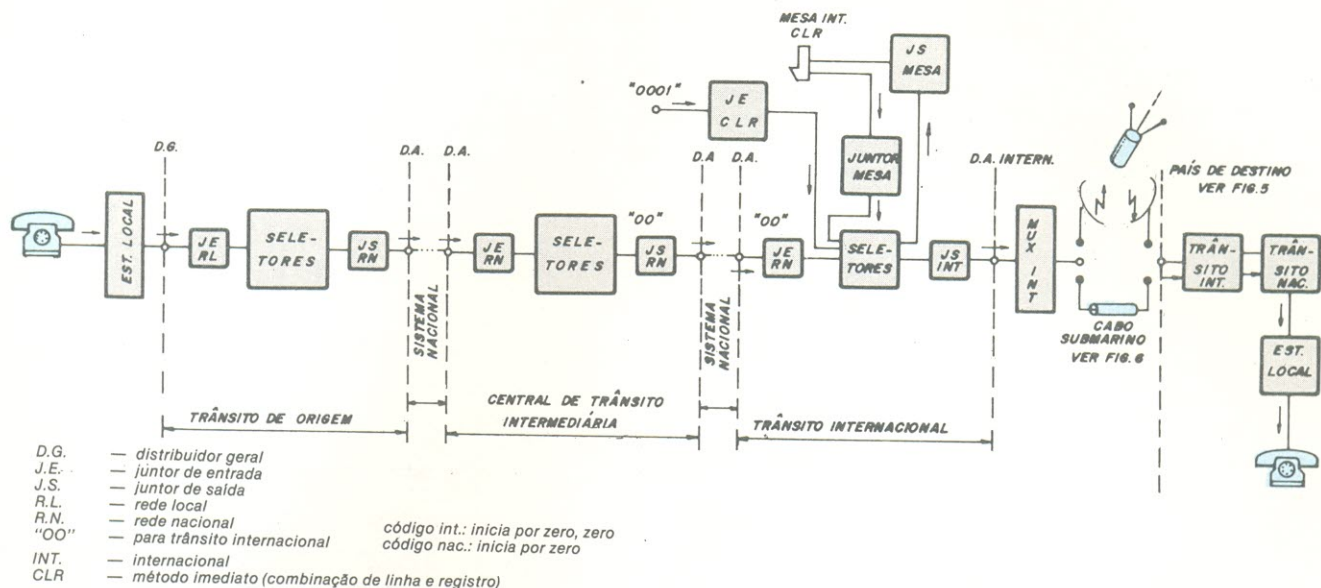 MESA INT.
CLR
JS
MESA
"0001"
JE
CLR
JUNTOR
MESA
D.G.
D.A.
D.A.
D.A
D.A.
D.A. INTERN.
PAÍS DE DESTINO
VER FIG.5
EST. LOCAL
JE
RL
SELE-
TORES
JS
RN
SISTEMA
NACIONAL
JE
RN
SELE-
TORES
"00"
JS
RN
SISTEMA
NACIONAL
"00"
JE
RN
SELE-
TORES
JS
INT
MUX INT
CABO
SUBMARINO
VER FIG.6
TRÂN-
SITO
INT.
TRÂN-
SITO
NAC.
EST.
LOCAL
TRÂNSITO DE ORIGEM
CENTRAL DE TRÂNSITO
INTERMEDIÁRIA
TRÂNSITO INTERNACIONAL
D.G. — distribuidor geral
J.E. — juntor de entrada
J.S. — juntor de saída
R.L. — rede local
R.N. — rede nacional
"OO" — para trânsito internacional
código int.: inicia por zero, zero
código nac.: inicia por zero
INT. — internacional
CLR — método imediato (combinação de linha e registro)